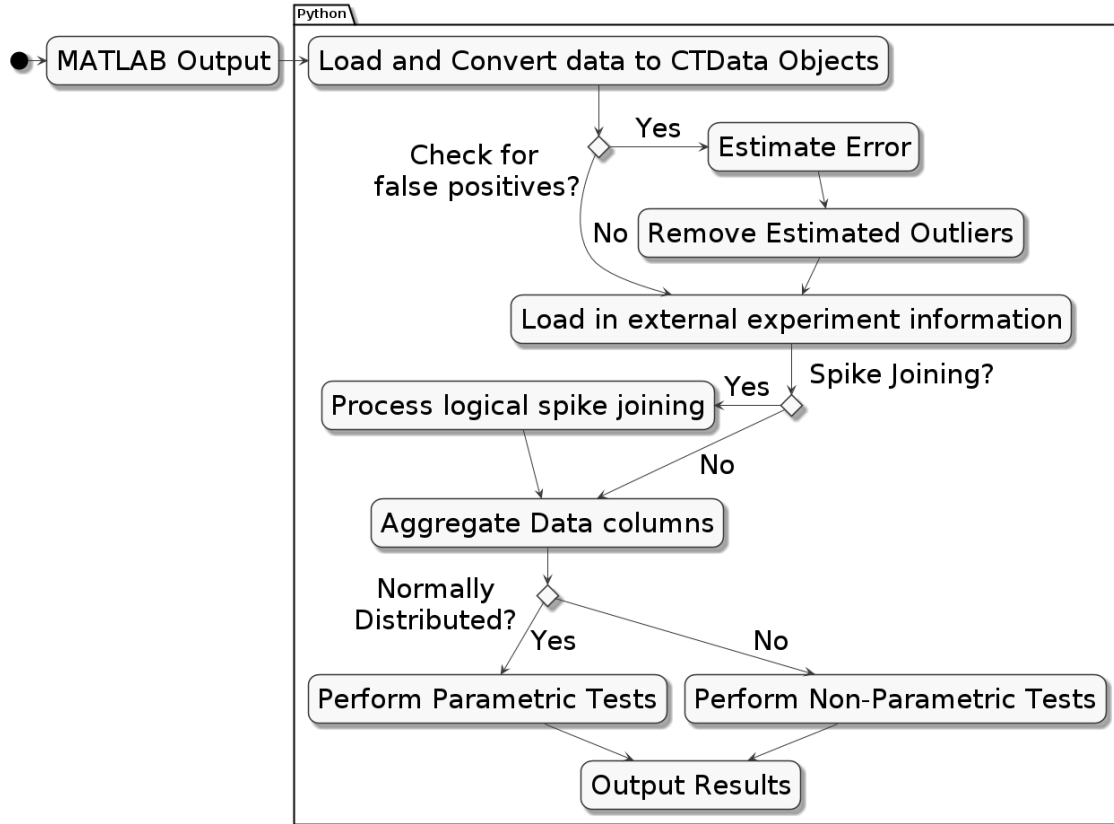 Python
MATLAB Output
Load and Convert data to CTData Objects
Yes
Check for
false positives?
Estimate Error
No
Remove Estimated Outliers
Load in external experiment information
Spike Joining?
Yes
Process logical spike joining
No
Aggregate Data columns
Normally
Distributed?
Yes
No
Perform Parametric Tests
Perform Non-Parametric Tests
Output Results